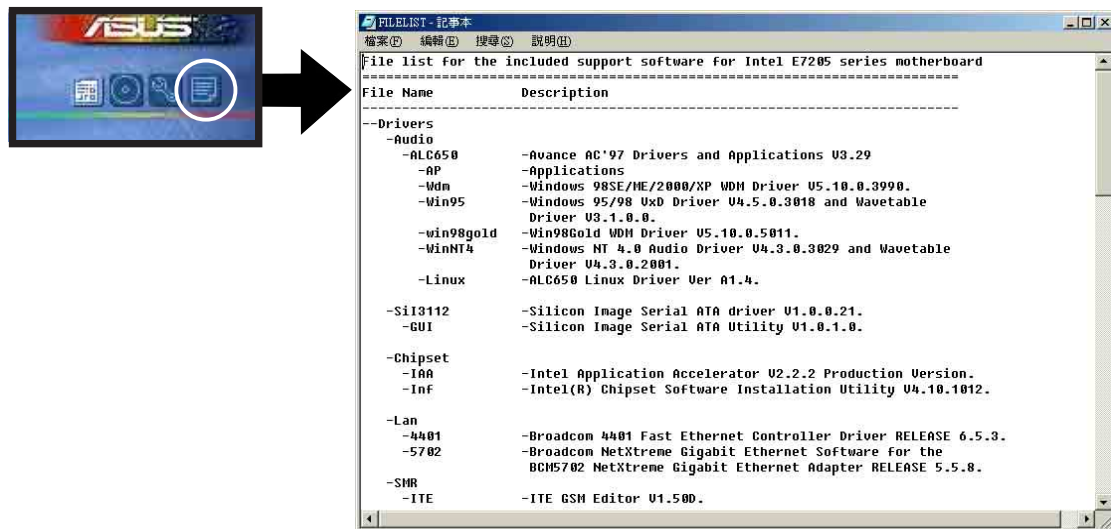 ASUS
FILELIST - 記事本
檔案(F) 編輯(E) 搜尋(S) 說明(H)
File list for the included support software for Intel E7205 series motherboard
===========================================================================
File Name Description
---------------------------------------------------------------------------
--Drivers
-Audio
-ALC650 -Avance AC'97 Drivers and Applications V3.29
-AP -Applications
-Wdm -Windows 98SE/ME/2000/XP WDM Driver V5.10.0.3990.
-Win95 -Windows 95/98 VxD Driver V4.5.0.3018 and Wavetable
Driver V3.1.0.0.
-win98gold -Win98Gold WDM Driver V5.10.0.5011.
-WinNT4 -Windows NT 4.0 Audio Driver V4.3.0.3029 and Wavetable
Driver V4.3.0.2001.
-Linux -ALC650 Linux Driver Ver A1.4.
-SiI3112 -Silicon Image Serial ATA driver V1.0.0.21.
-GUI -Silicon Image Serial ATA Utility V1.0.1.0.
-Chipset
-IAA -Intel Application Accelerator V2.2.2 Production Version.
-Inf -Intel(R) Chipset Software Installation Utility V4.10.1012.
-Lan
-4401 -Broadcom 4401 Fast Ethernet Controller Driver RELEASE 6.5.3.
-5702 -Broadcom NetXtreme Gigabit Ethernet Software for the
BCM5702 NetXtreme Gigabit Ethernet Adapter RELEASE 5.5.8.
-SMR
-ITE -ITE GSM Editor V1.50D.